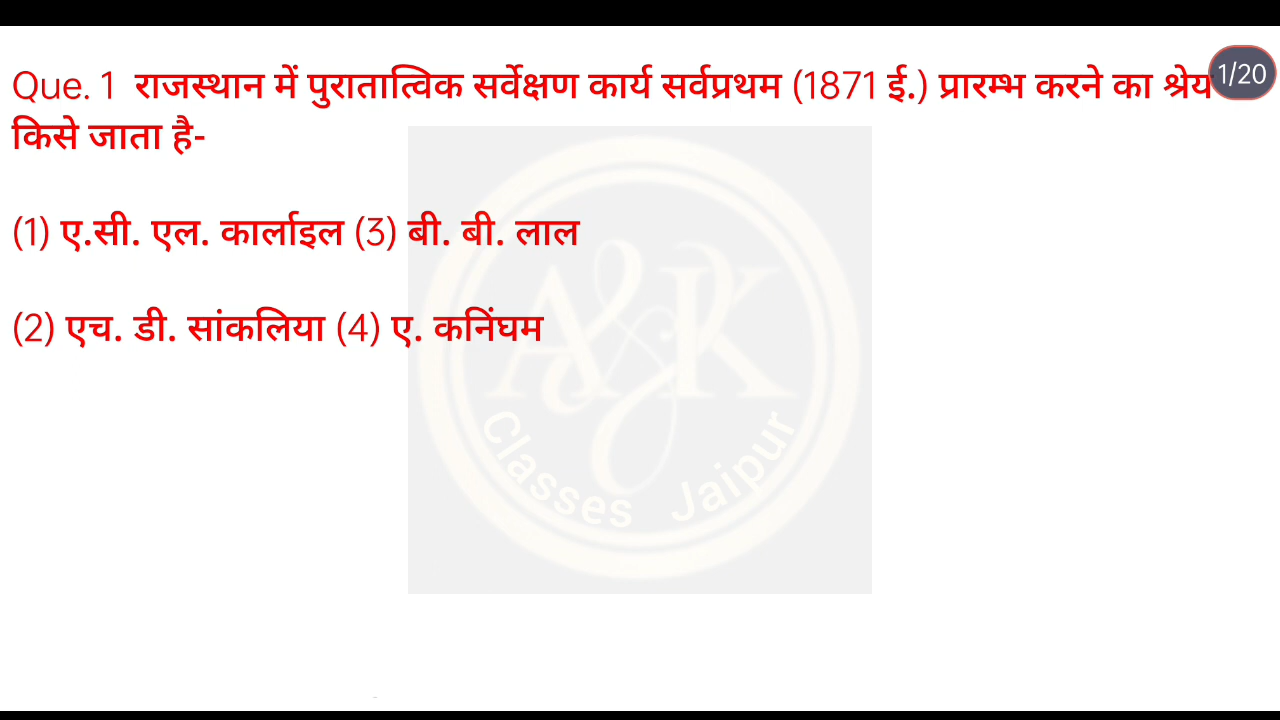 Que. 1 राजस्थान में पुरातात्विक सर्वेक्षण कार्य सर्वप्रथम (1871 ई.) प्रारम्भ करने का श्रेय
1/20
किसे जाता है-
(1) ए.सी. एल. कार्लाइल (3) बी. बी. लाल
(2) एच. डी. सांकलिया (4) ए. कनिंघम
A&K
Classes Jaipur